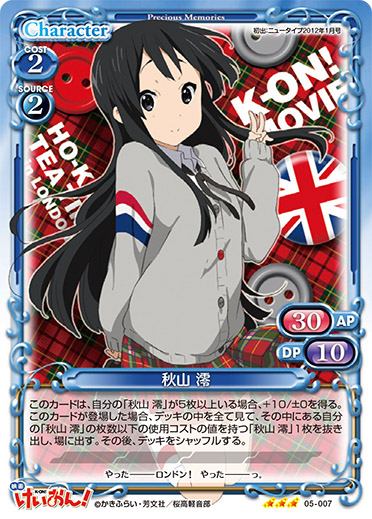 Precious Memories
Character
初出:ニュータイプ2012年1月号
COST
2
SOURCE
2
K-ON!
MOVIE
HO-K
TEA
LONDO
30 AP
DP 10
秋山 澪
このカードは、自分の「秋山 澪」が5枚以上いる場合、+10/±0を得る。
このカードが登場した場合、デッキの中を全て見て、その中にある自分
の「秋山 澪」の枚数以下の使用コストの値を持つ「秋山 澪」1枚を抜き
出し、場に出す。その後、デッキをシャッフルする。
やった――――ロンドン！ やった――――っ。
映画
K-ON!
けいおん!
©かきふらい・芳文社/桜高軽音部
05-007